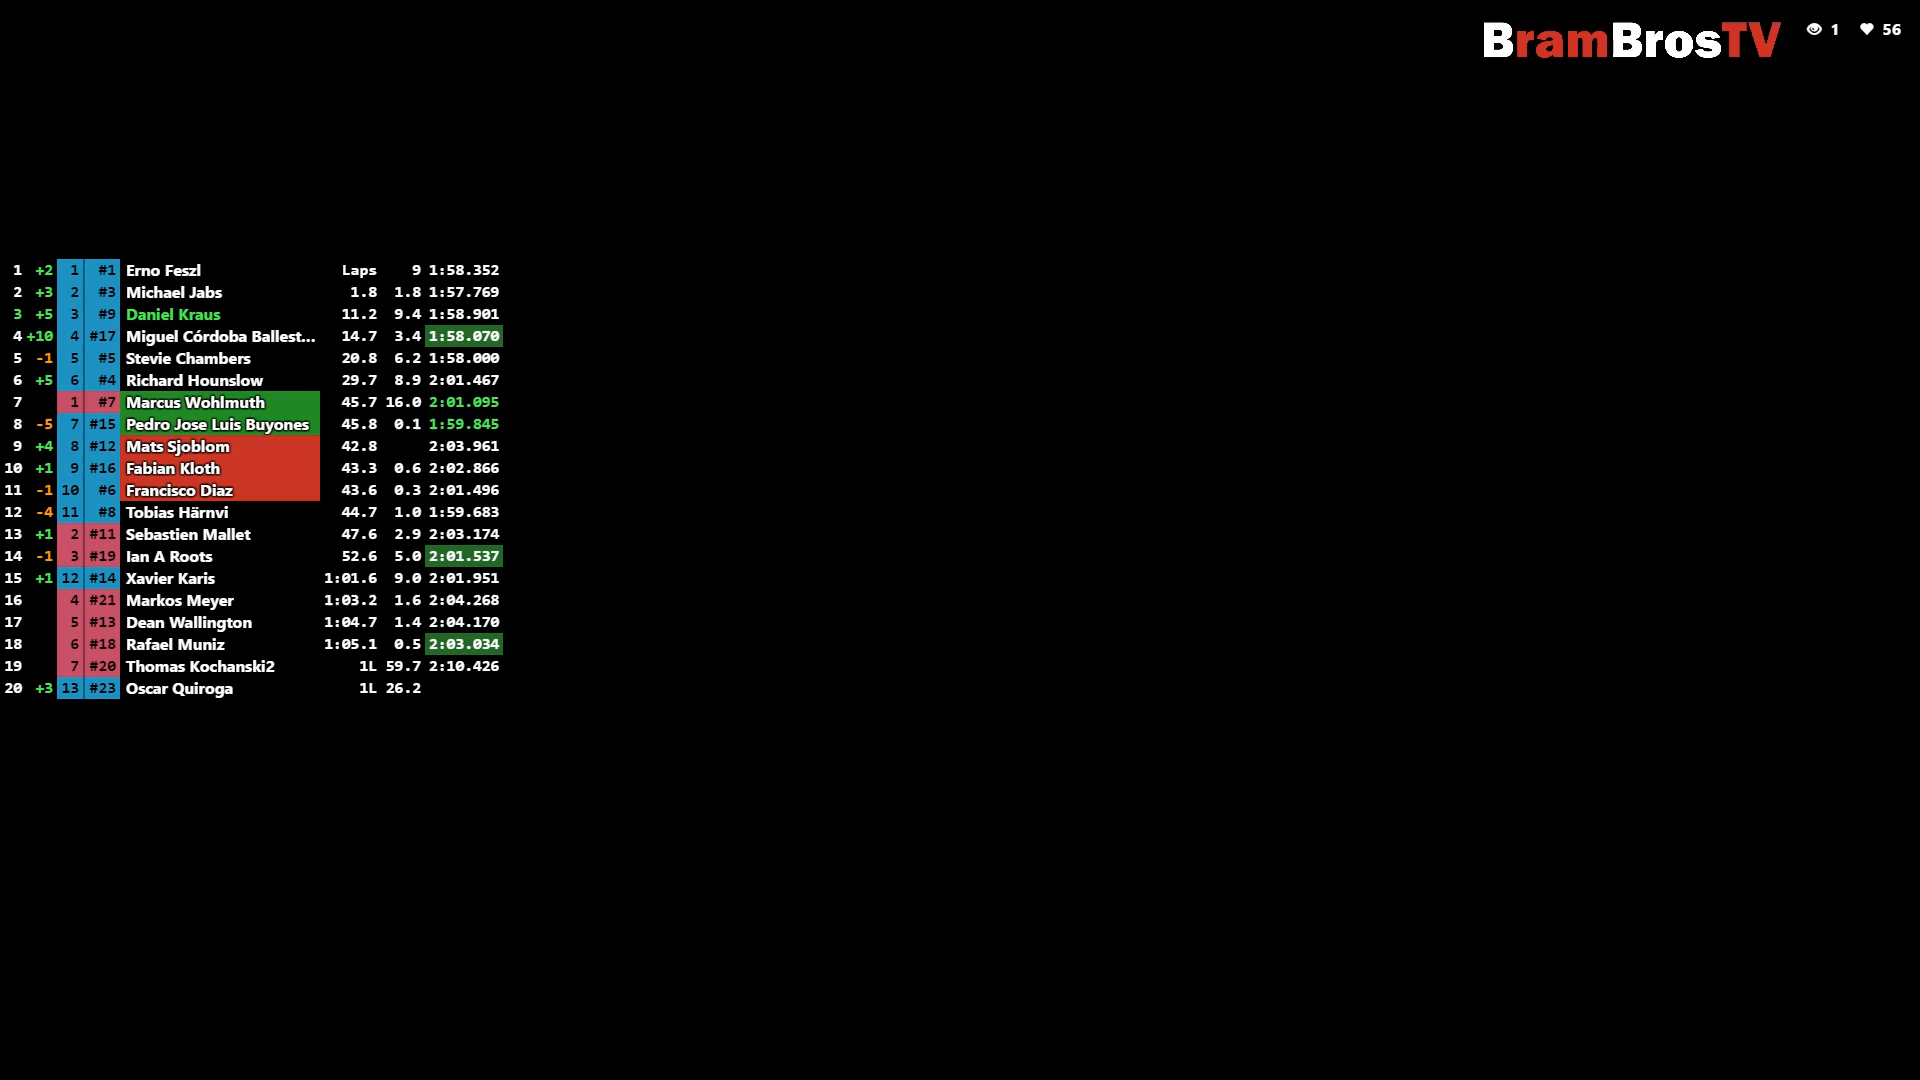 BramBrosTV 1 56
1 +2 1 #1 Erno Feszl Laps 9 1:58.352
2 +3 2 #3 Michael Jabs 1.8 1.8 1:57.769
3 +5 3 #9 Daniel Kraus 11.2 9.4 1:58.901
4 +10 4 #17 Miguel Córdoba Ballest... 14.7 3.4 1:58.070
5 -1 5 #5 Stevie Chambers 20.8 6.2 1:58.000
6 +5 6 #4 Richard Hounslow 29.7 8.9 2:01.467
7 1 #7 Marcus Wohlmuth 45.7 16.0 2:01.095
8 -5 7 #15 Pedro Jose Luis Buyones 45.8 0.1 1:59.845
9 +4 8 #12 Mats Sjoblom 42.8 2:03.961
10 +1 9 #16 Fabian Kloth 43.3 0.6 2:02.866
11 -1 10 #6 Francisco Diaz 43.6 0.3 2:01.496
12 -4 11 #8 Tobias Härnvi 44.7 1.0 1:59.683
13 +1 2 #11 Sebastien Mallet 47.6 2.9 2:03.174
14 -1 3 #19 Ian A Roots 52.6 5.0 2:01.537
15 +1 12 #14 Xavier Karis 1:01.6 9.0 2:01.951
16 4 #21 Markos Meyer 1:03.2 1.6 2:04.268
17 5 #13 Dean Wallington 1:04.7 1.4 2:04.170
18 6 #18 Rafael Muniz 1:05.1 0.5 2:03.034
19 7 #20 Thomas Kochanski2 1L 59.7 2:10.426
20 +3 13 #23 Oscar Quiroga 1L 26.2